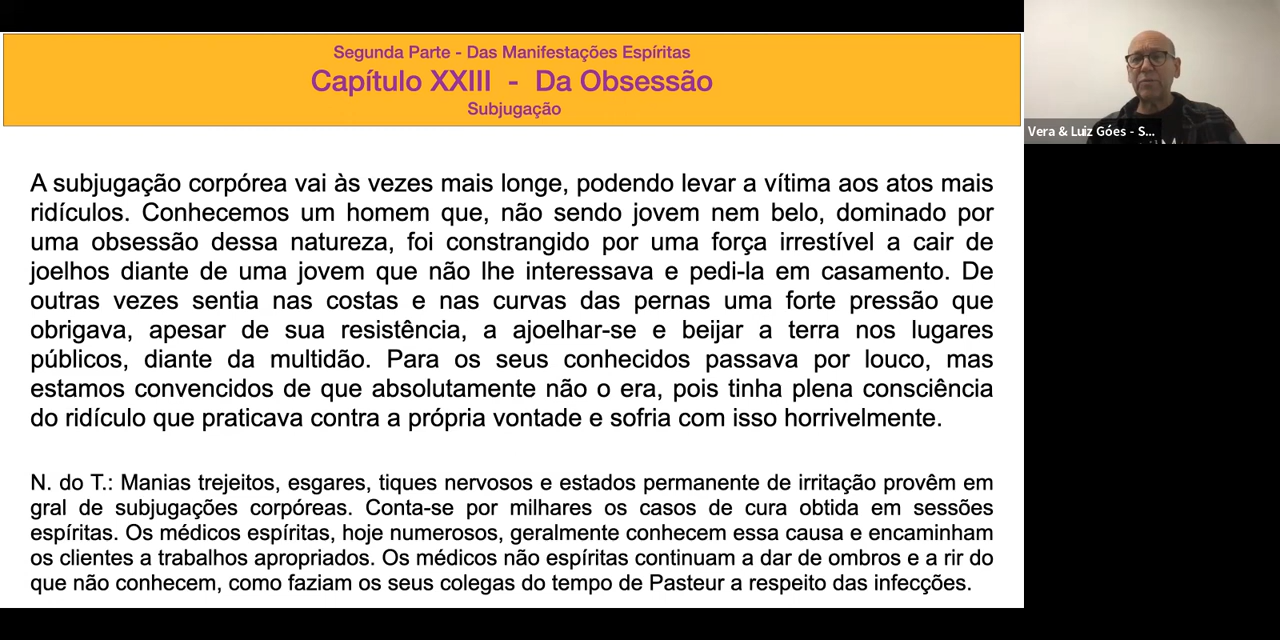 Segunda Parte - Das Manifestações Espíritas
Capítulo XXIII - Da Obsessão
Subjugação
Vera & Luiz Góes - S...
A subjugação corpórea vai às vezes mais longe, podendo levar a vítima aos atos mais
ridículos. Conhecemos um homem que, não sendo jovem nem belo, dominado por
uma obsessão dessa natureza, foi constrangido por uma força irrestível a cair de
joelhos diante de uma jovem que não lhe interessava e pedi-la em casamento. De
outras vezes sentia nas costas e nas curvas das pernas uma forte pressão que
obrigava, apesar de sua resistência, a ajoelhar-se e beijar a terra nos lugares
públicos, diante da multidão. Para os seus conhecidos passava por louco, mas
estamos convencidos de que absolutamente não o era, pois tinha plena consciência
do ridículo que praticava contra a própria vontade e sofria com isso horrivelmente.
N. do T.: Manias trejeitos, esgares, tiques nervosos e estados permanente de irritação provêm em
gral de subjugações corpóreas. Conta-se por milhares os casos de cura obtida em sessões
espíritas. Os médicos espíritas, hoje numerosos, geralmente conhecem essa causa e encaminham
os clientes a trabalhos apropriados. Os médicos não espíritas continuam a dar de ombros e a rir do
que não conhecem, como faziam os seus colegas do tempo de Pasteur a respeito das infecções.